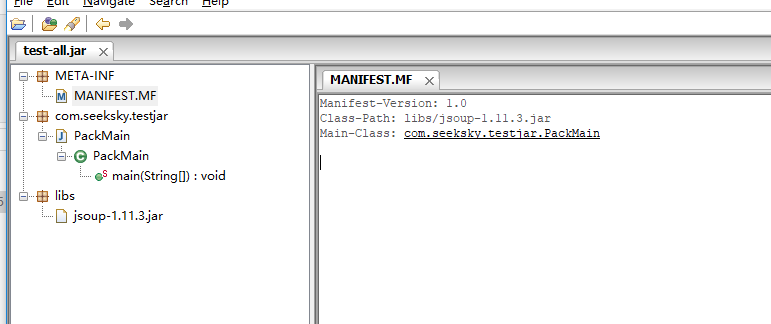 File Edit Navigate Search Help
test-all.jar
META-INF
MANIFEST.MF
com.seeksky.testjar
PackMain
PackMain
main(String[]) : void
libs
jsoup-1.11.3.jar
MANIFEST.MF
Manifest-Version: 1.0
Class-Path: libs/jsoup-1.11.3.jar
Main-Class: com.seeksky.testjar.PackMain